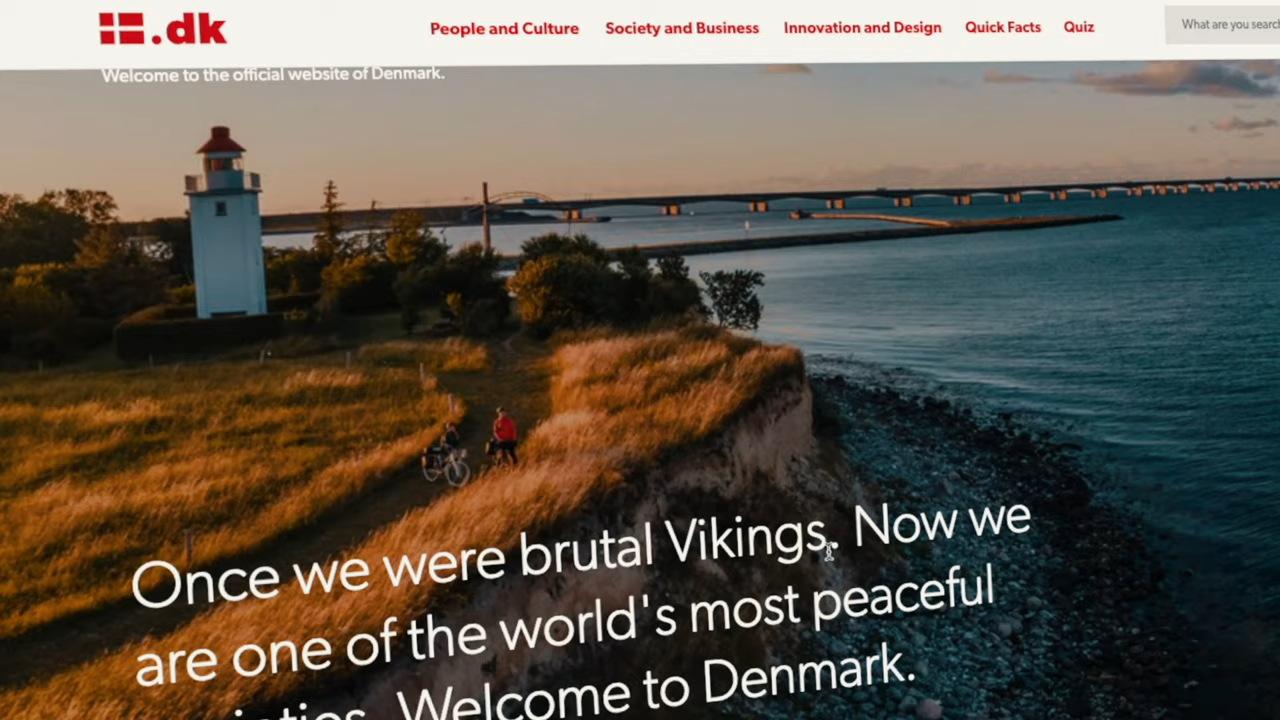 .dk
People and Culture
Society and Business
Innovation and Design
Quick Facts
Quiz
What are you search
Welcome to the official website of Denmark.
Once we were brutal Vikings. Now we
are one of the world's most peaceful
Welcome to Denmark.